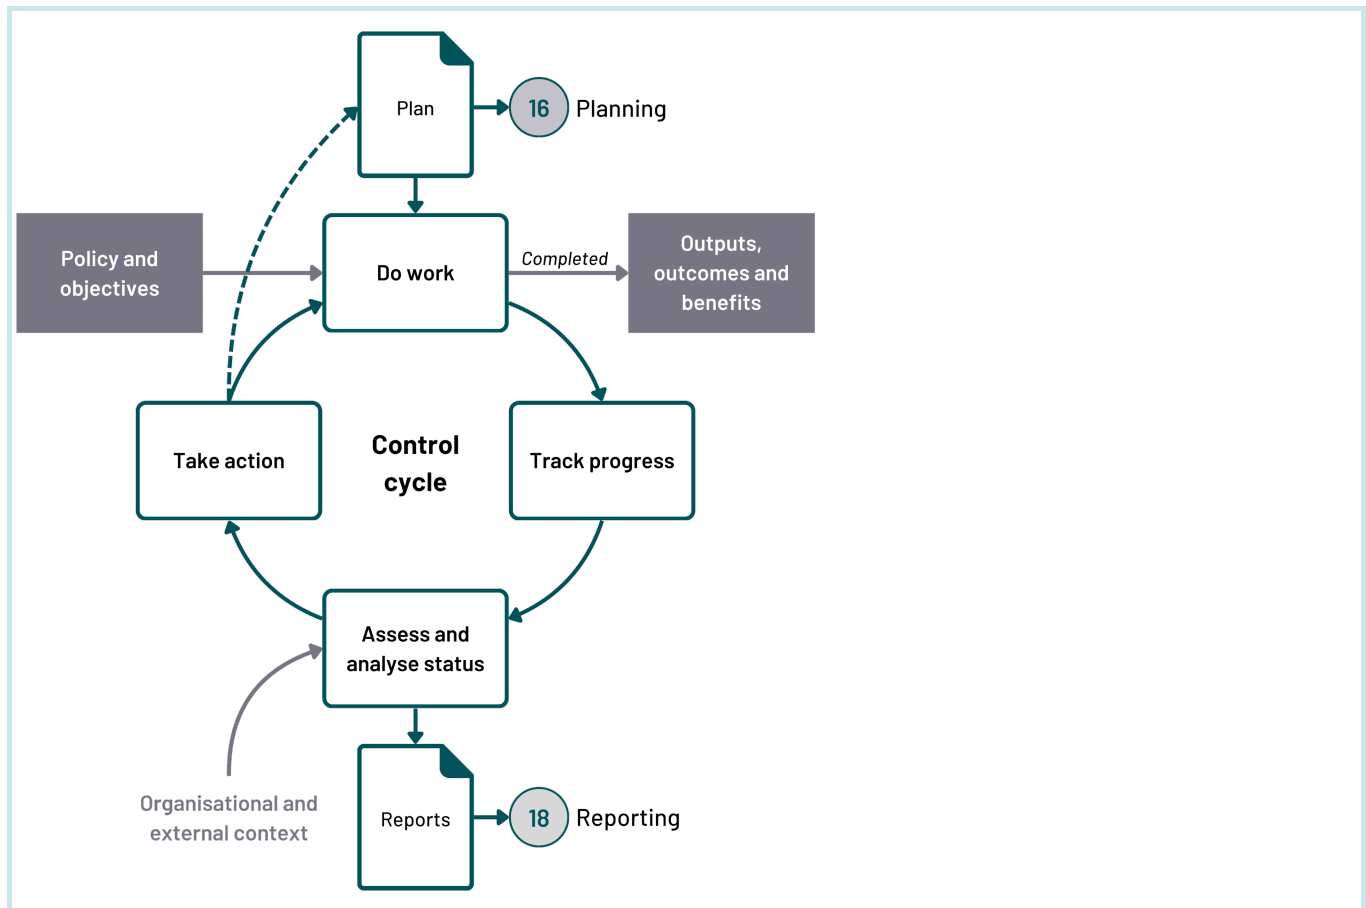 Plan
16
Planning
Policy and
objectives
Do work
Completed
Outputs,
outcomes and
benefits
Take action
Control
cycle
Track progress
Assess and
analyse status
Organisational and
external context
Reports
18
Reporting